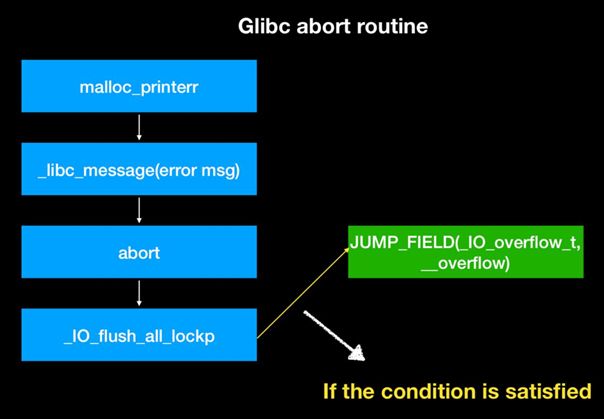 Glibc abort routine
malloc_printerr
_libc_message(error msg)
abort
_IO_flush_all_lockp
JUMP_FIELD(_IO_overflow_t,
__overflow)
If the condition is satisfied